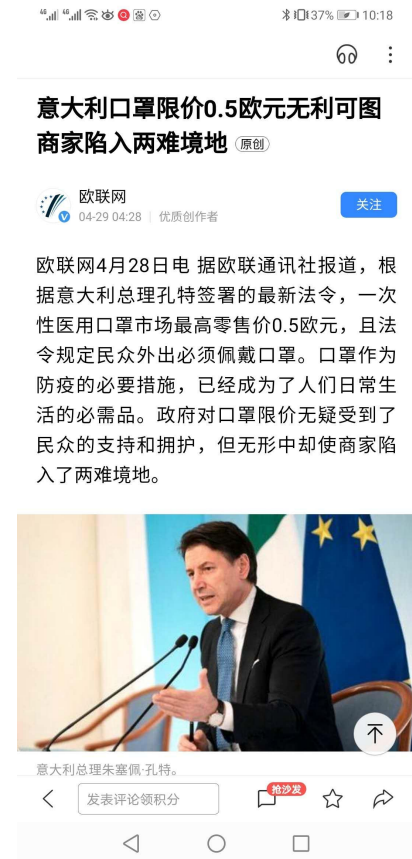 37% 10:18
意大利口罩限价0.5欧元无利可图
商家陷入两难境地 原创
欧联网
关注
04-29 04:28 | 优质创作者
欧联网4月28日电 据欧联通讯社报道，根
据意大利总理孔特签署的最新法令，一次
性医用口罩市场最高零售价0.5欧元，且法
令规定民众外出必须佩戴口罩。口罩作为
防疫的必要措施，已经成为了人们日常生
活的必需品。政府对口罩限价无疑受到了
民众的支持和拥护，但无形中却使商家陷
入了两难境地。
意大利总理朱塞佩·孔特。
抢沙发
发表评论领积分